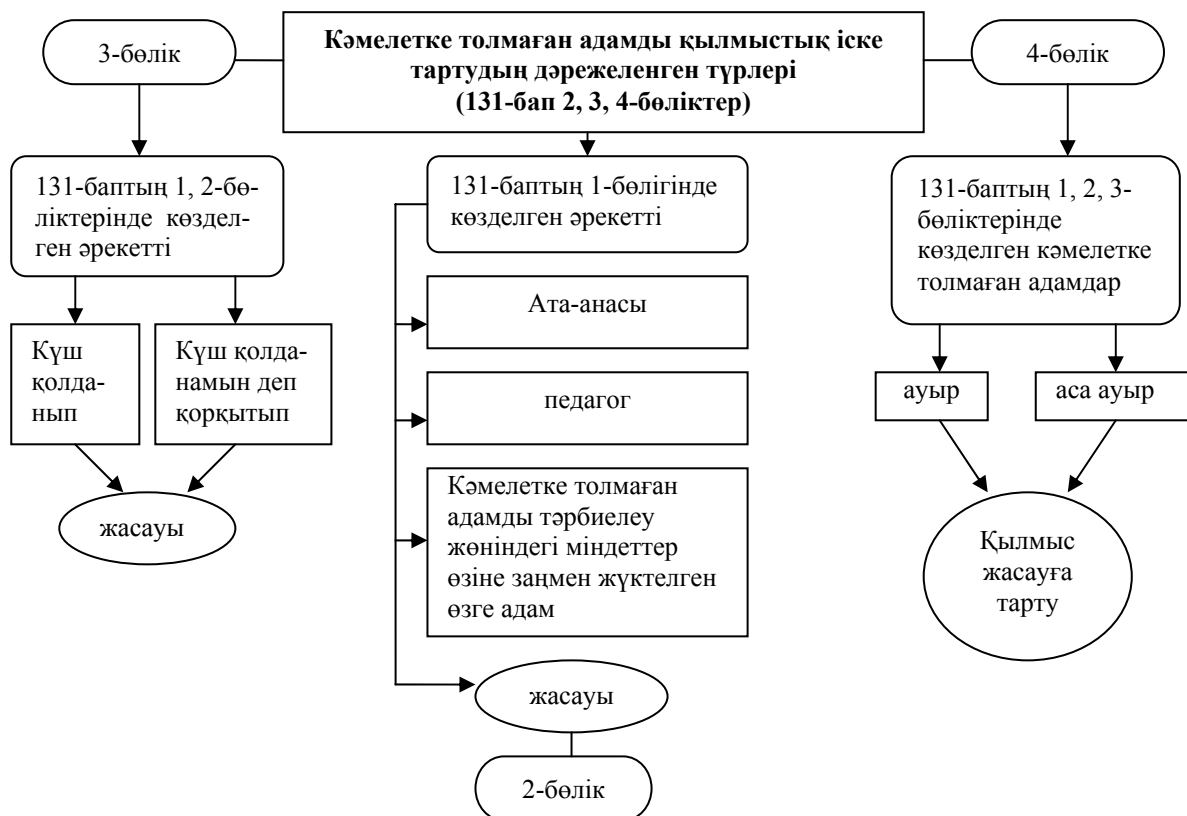 3-бөлік
Кәмелетке толмаған адамды қылмыстық іске
тартудың дәрежеленген түрлері
(131-бап 2, 3, 4-бөліктер)
4-бөлік
131-баптың 1, 2-бө-
ліктерінде көздел-
ген әрекетті
Күш
қолда-
нып
Күш қолда-
намын деп
қорқытып
жасауы
131-баптың 1-бөлігінде
көзделген әрекетті
Ата-анасы
педагог
Кәмелетке толмаған
адамды тәрбиелеу
жөніндегі міндеттер
өзіне заңмен жүктелген
өзге адам
жасауы
2-бөлік
131-баптың 1, 2, 3-
бөліктерінде
көзделген кәмелетке
толмаған адамдар
ауыр
аса ауыр
Қылмыс
жасауға
тарту